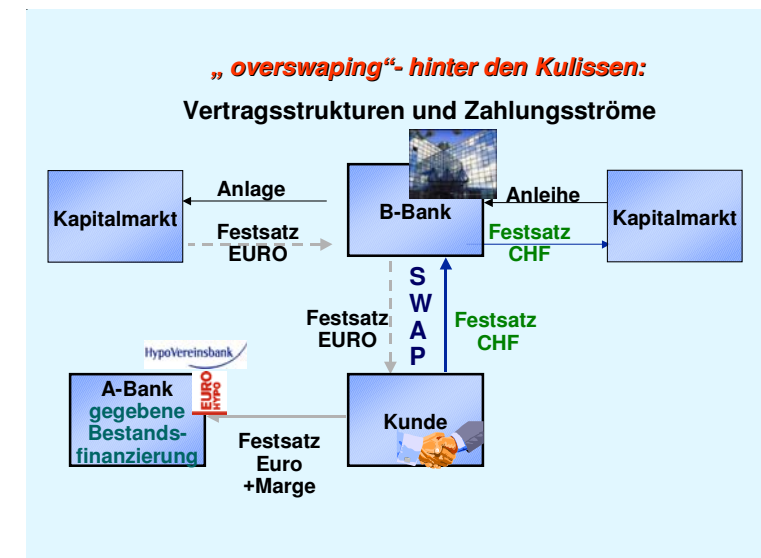 „ overswaping“- hinter den Kulissen:
Vertragsstrukturen und Zahlungsströme
Kapitalmarkt
Anlage
Festsatz
EURO
B-Bank
Anleihe
Festsatz
CHF
Kapitalmarkt
Festsatz
EURO
S
W
A
P
Festsatz
CHF
HypoVereinsbank
EURO
HYPO
A-Bank
gegebene
Bestands-
finanzierung
Festsatz
Euro
+Marge
Kunde